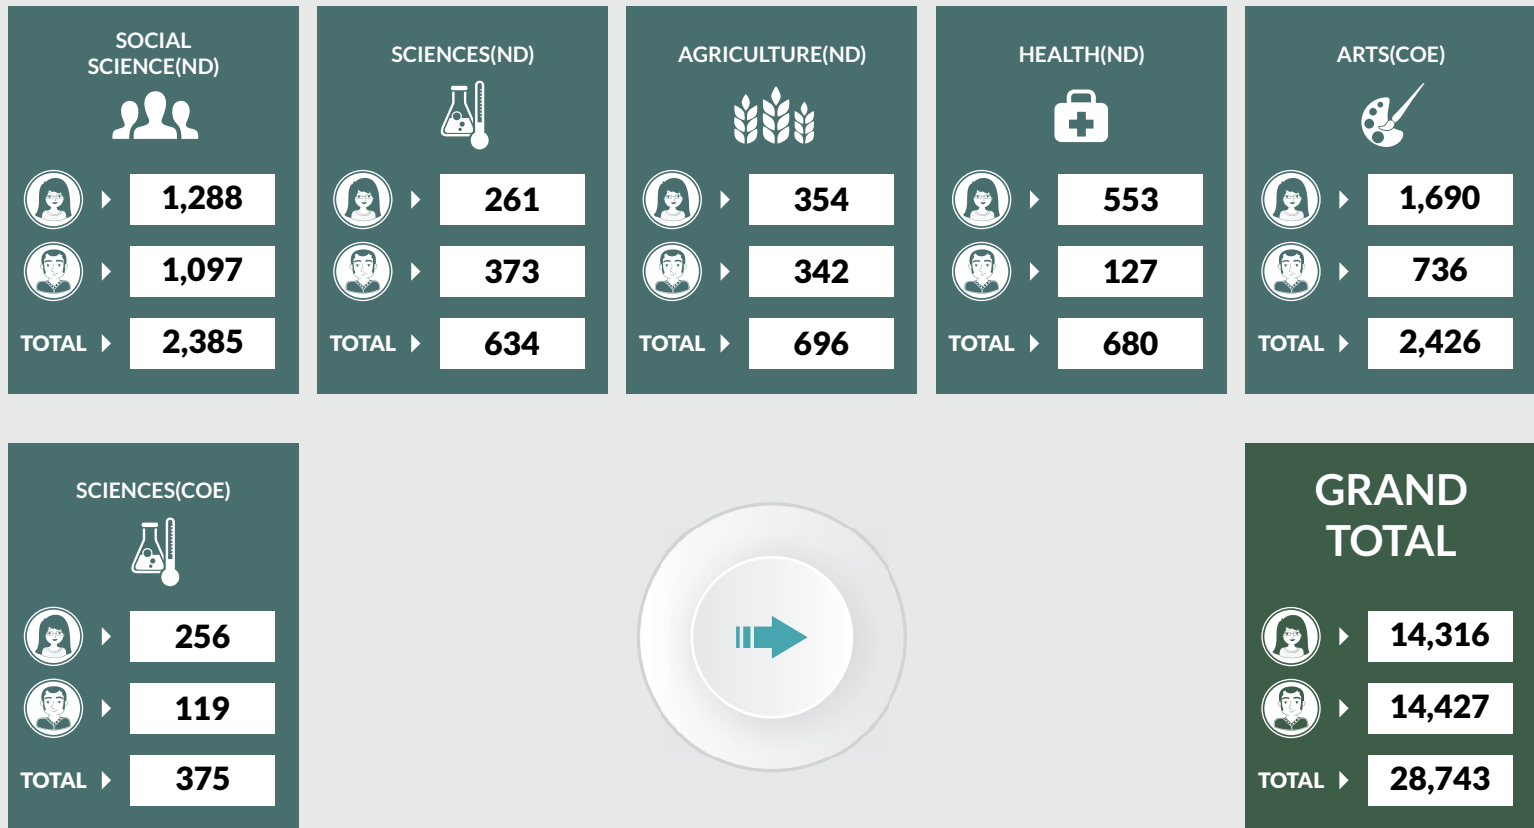 SOCIAL
SCIENCE(ND)
1,288
1,097
TOTAL 2,385
SCIENCES(ND)
261
373
TOTAL 634
AGRICULTURE(ND)
354
342
TOTAL 696
HEALTH(ND)
553
127
TOTAL 680
ARTS(COE)
1,690
736
TOTAL 2,426
SCIENCES(COE)
256
119
TOTAL 375
GRAND
TOTAL
14,316
14,427
TOTAL 28,743